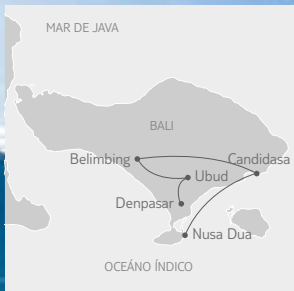 MAR DE JAVA
BALI
Belimbing
Candidasa
Ubud
Denpasar
Nusa Dua
OCEÁNO ÍNDICO